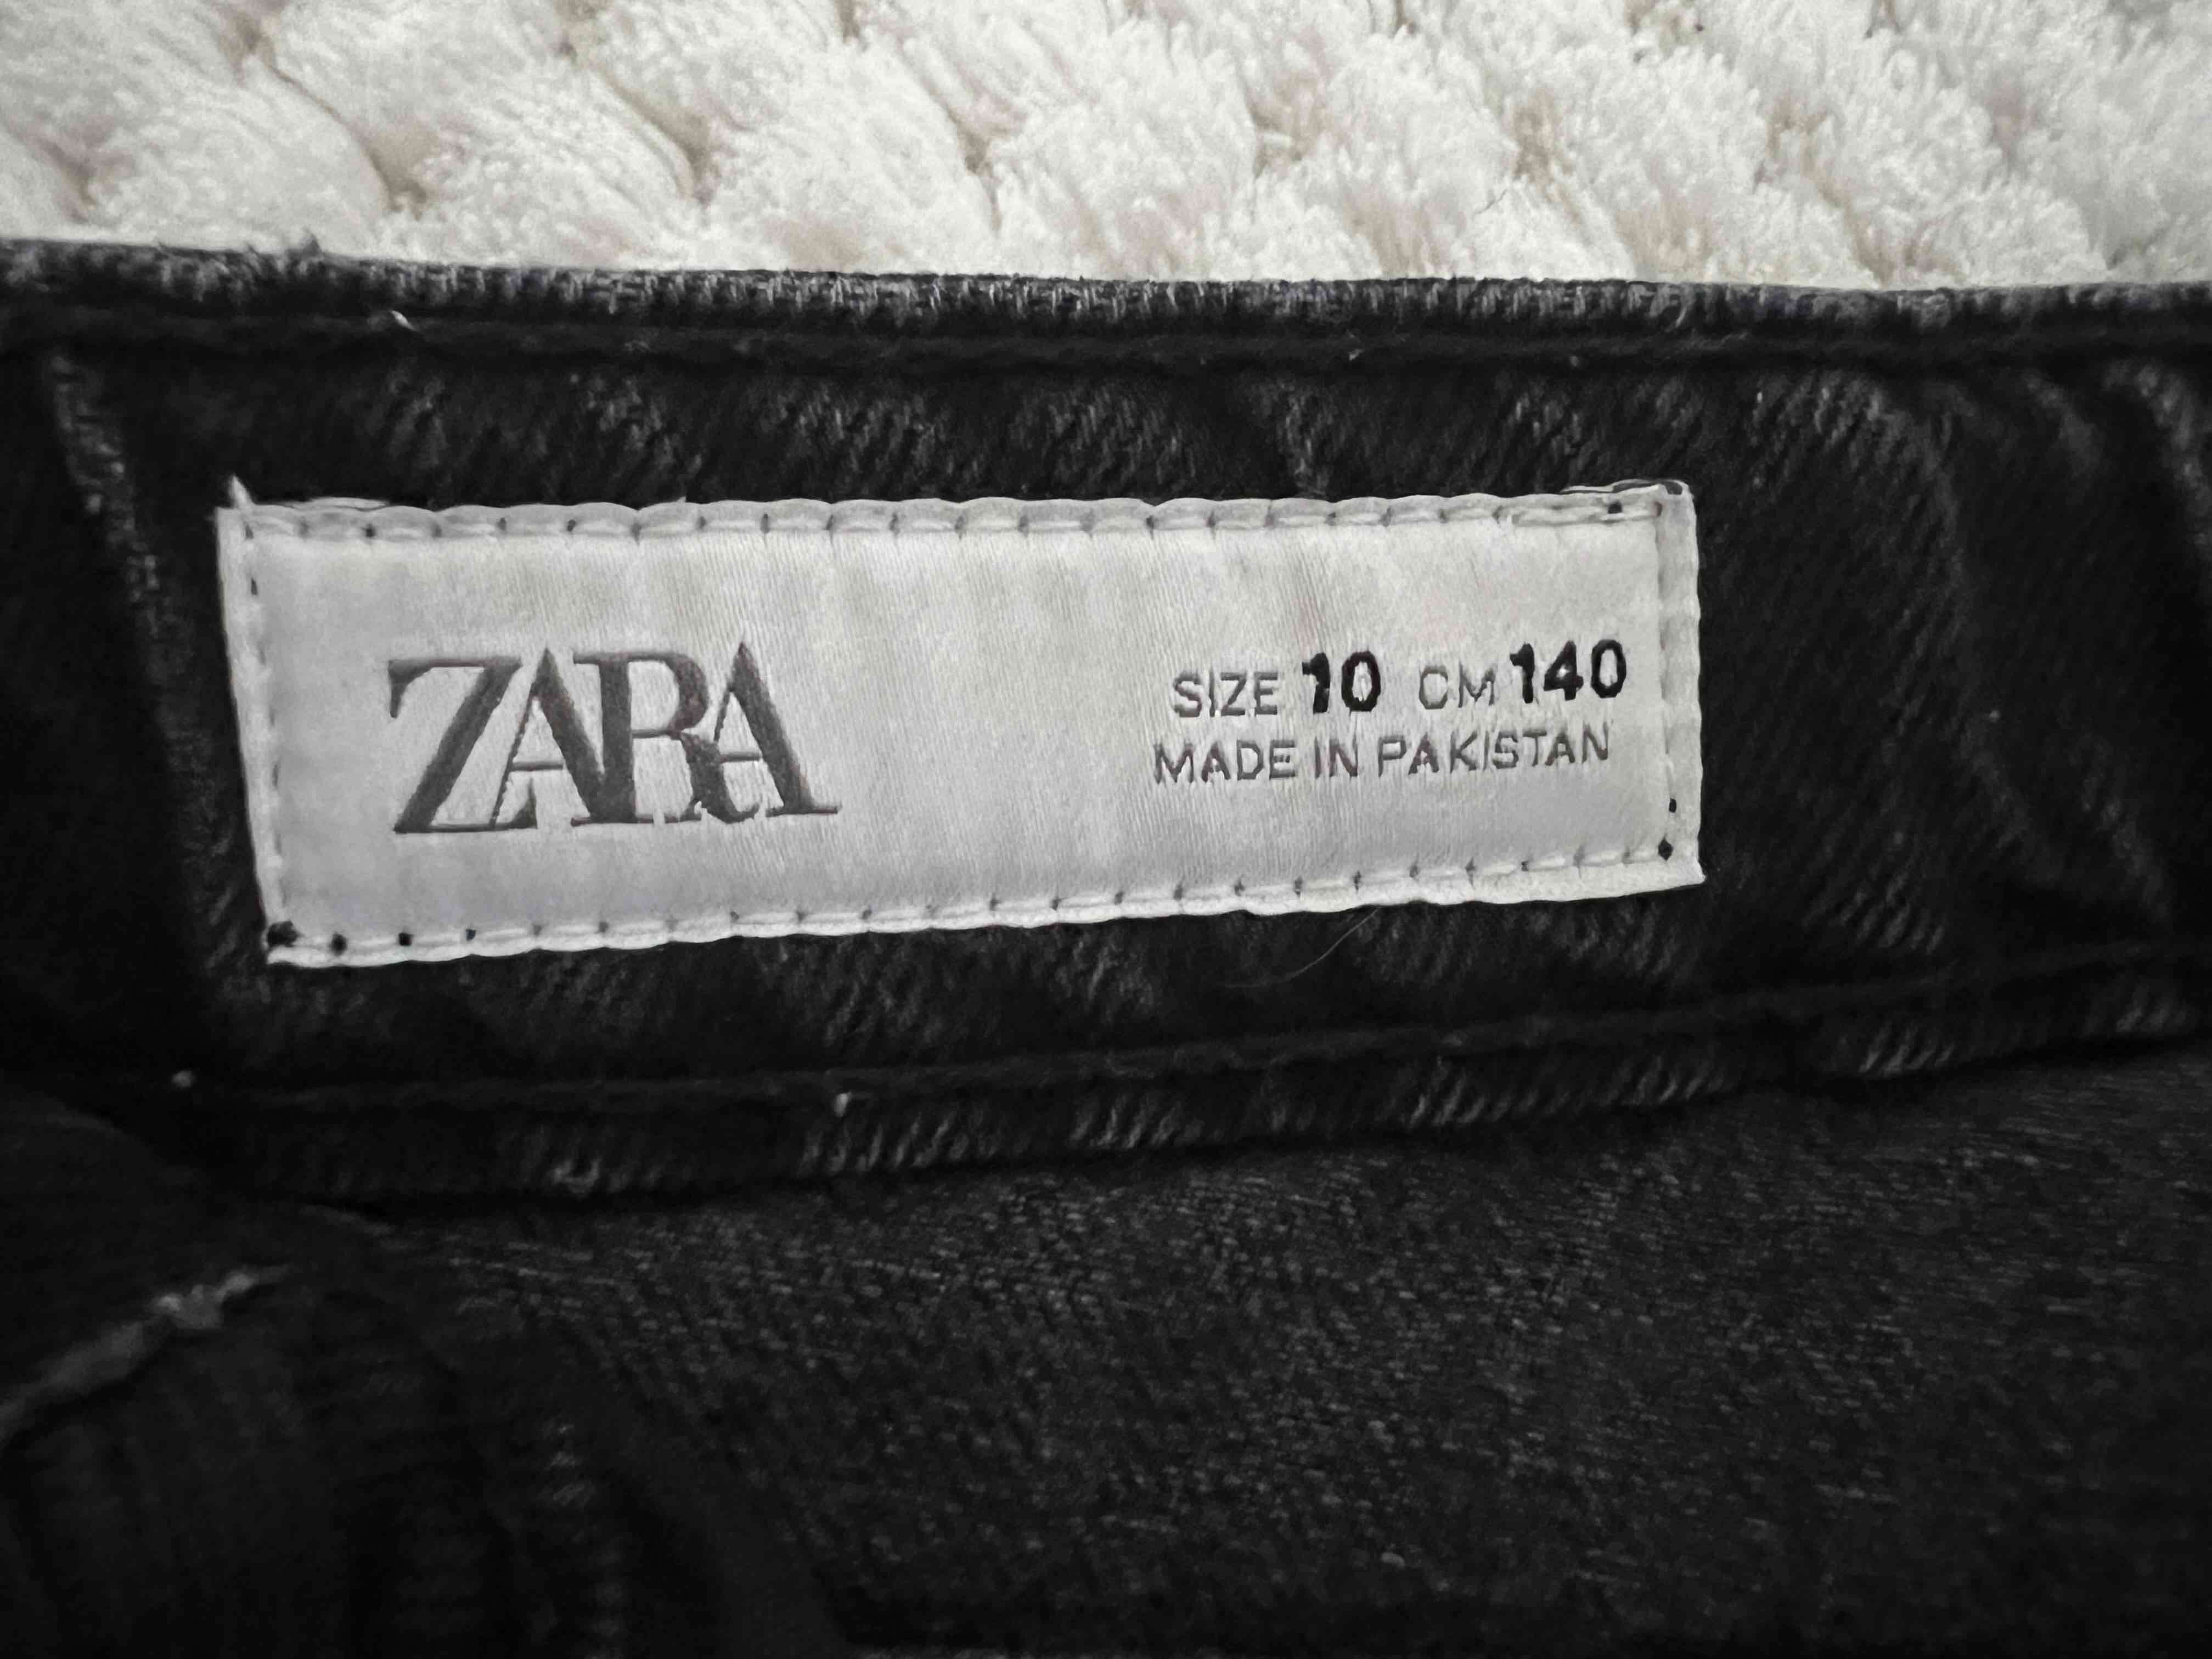 ZARA
SIZE 10 CM 140
MADE IN PAKISTAN